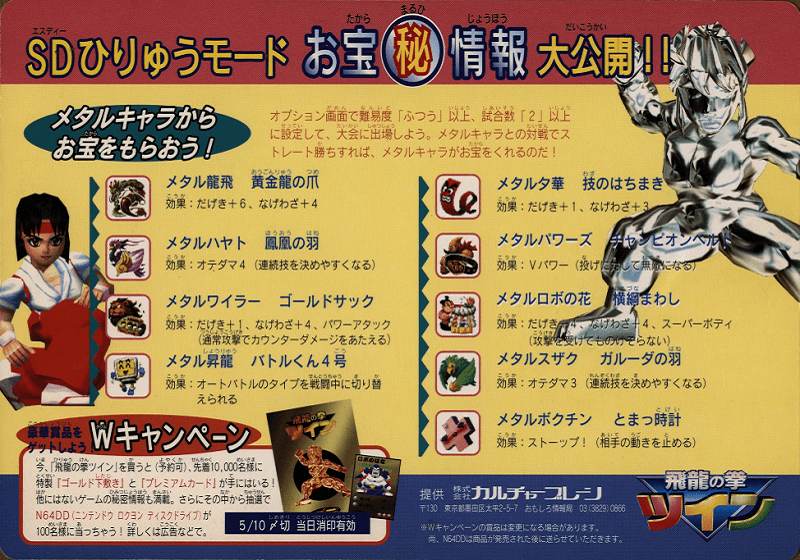 SDひりゅうモード お宝㊙情報 大公開!!
メタルキャラから
お宝をもらおう!
オプション画面で難易度「ふつう」以上、試合数「2」以上
に設定して、大会に出場しよう。メタルキャラとの対戦でス
トレート勝ちすれば、メタルキャラがお宝をくれるのだ!
メタル龍飛 黄金龍の爪
効果:だげき+6、なげわざ+4
メタルハヤト 鳳凰の羽
効果:オテダマ4(連続技を決めやすくなる)
メタルワイラー ゴールドサック
効果:だげき+1、なげわざ+4、パワーアタック
(通常攻撃でカウンターダメージをあたえる)
メタル昇龍 バトルくん4号
効果:オートバトルのタイプを戦闘中に切り替
えられる
メタル夕華 技のはちまき
効果:だげき+1、なげわざ+3
メタルパワーズ チャンピオンベルト
効果:Vパワー(投げに対して無敵になる)
メタルロボの花 横綱まわし
効果:だげき+4、なげわざ+4、スーパーボディ
(攻撃を受けてものけぞらない)
メタルスザク ガルーダの羽
効果:オテダマ3(連続技を決めやすくなる)
メタルボクチン とまっ時計
効果:ストーップ!(相手の動きを止める)
豪華賞品を
ゲットしよう
Wキャンペーン
今、「飛龍の拳ツイン」を買うと(予約可)、先着10,000名様に
特製「ゴールド下敷き」と「プレミアムカード」が手にはいる!
他にはないゲームの秘密情報も満載。さらにその中から抽選で
N64DD(ニンテンドウ ロクヨン ディスクドライブ)が
100名様に当っちゃう! 詳しくは広告などで。
飛龍の拳
ツイン
ロボの花
5/10〆切 当日消印有効
提供 株式会社 カルチャーブレーン
〒130 東京都墨田区太平2-5-7 おもしろ情報局 03(3829)0866
※Wキャンペーンの賞品は変更になる場合があります。
尚、N64DDは商品が発売された後に送らせていただきます。
飛龍の拳
ツイン